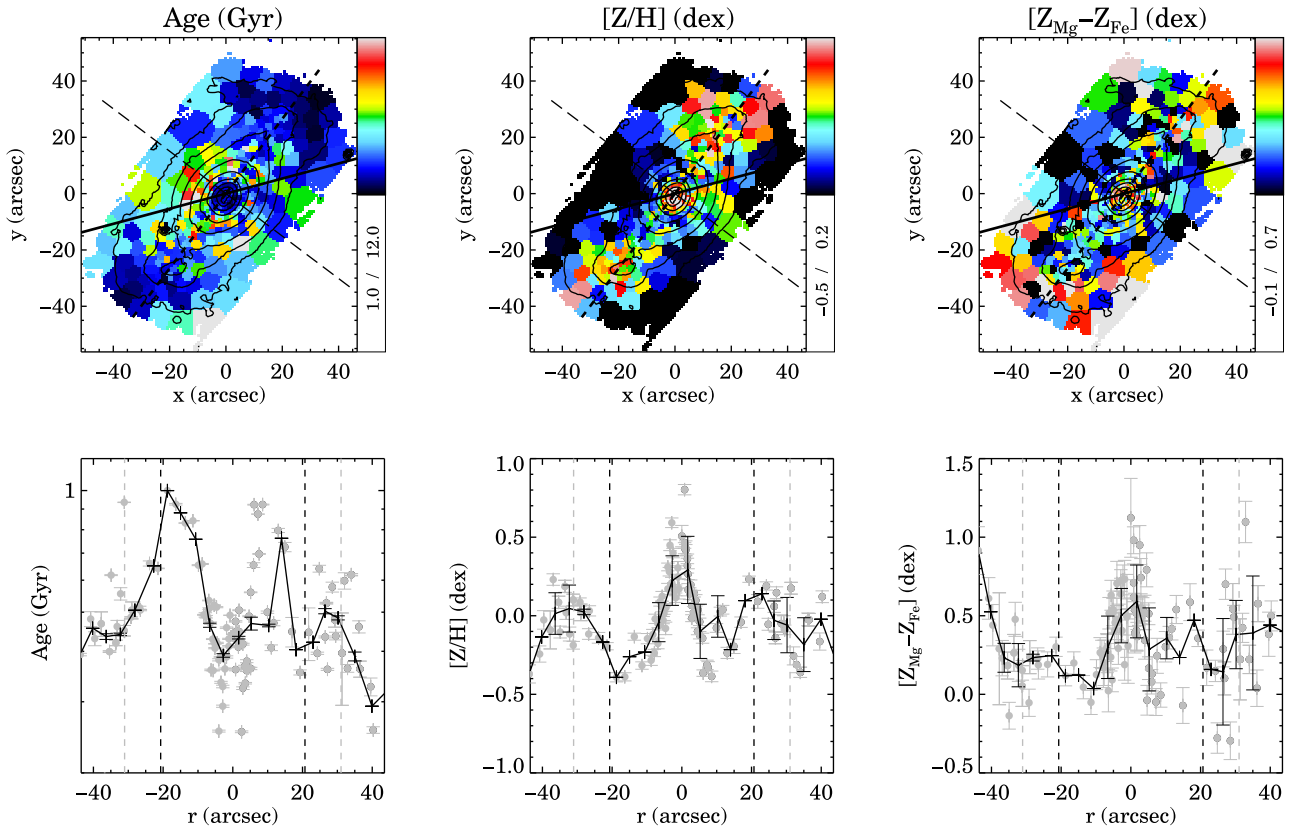 Age (Gyr) [Z/H] (dex) [Z_Mg−Z_Fe] (dex)
40 40 40
20 20 20
0 0 0
−20 −20 −20
−40 −40 −40
y (arcsec) y (arcsec) y (arcsec)
1.0 / 12.0 −0.5 / 0.2 −0.1 / 0.7
−40 −20 0 20 40 −40 −20 0 20 40 −40 −20 0 20 40
x (arcsec) x (arcsec) x (arcsec)
1 1.0 1.5
0.5 1.0
0.0 0.5
−0.5 0.0
−1.0 −0.5
Age (Gyr) [Z/H] (dex) [Z_Mg−Z_Fe] (dex)
−40 −20 0 20 40 −40 −20 0 20 40 −40 −20 0 20 40
r (arcsec) r (arcsec) r (arcsec)